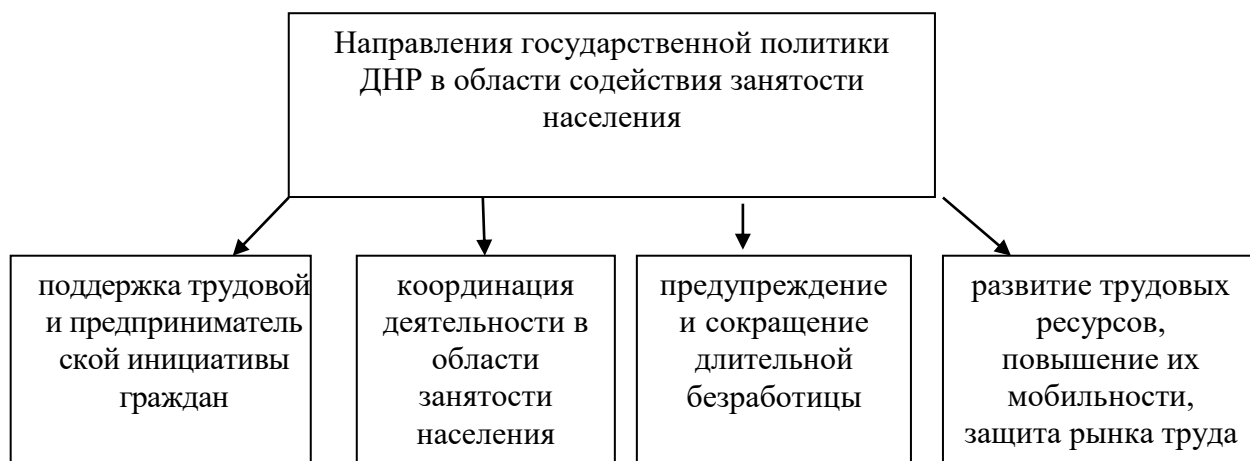 Направления государственной политики
ДНР в области содействия занятости
населения
поддержка трудовой
и предприниматель
ской инициативы
граждан
координация
деятельности в
области
занятости
населения
предупреждение
и сокращение
длительной
безработицы
развитие трудовых
ресурсов,
повышение их
мобильности,
защита рынка труда